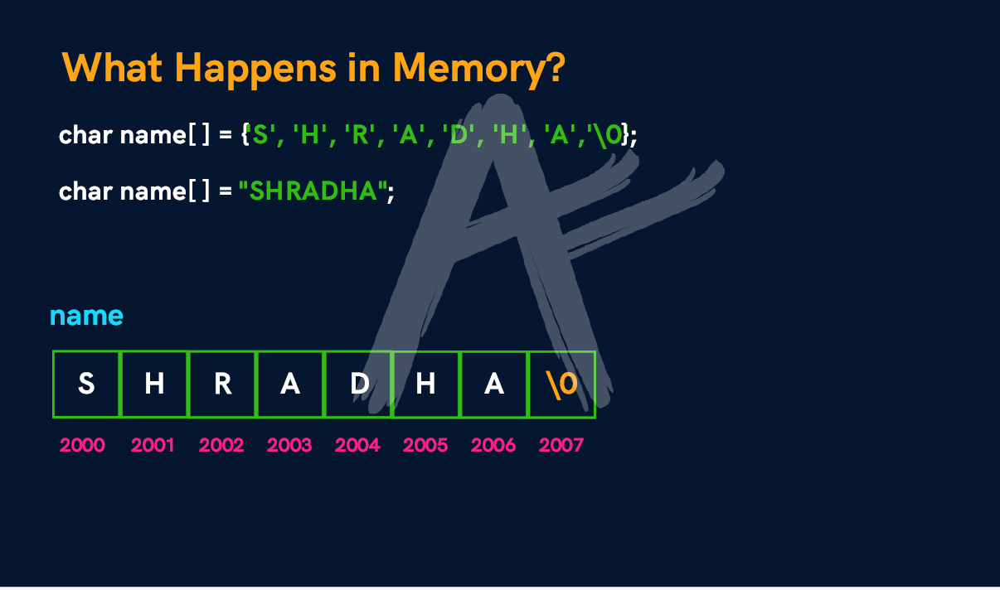 What Happens in Memory?
char name[ ] = {'S', 'H', 'R', 'A', 'D', 'H', 'A','\0};
char name[ ] = "SHRADHA";
name
S H R A D H A \0
2000 2001 2002 2003 2004 2005 2006 2007